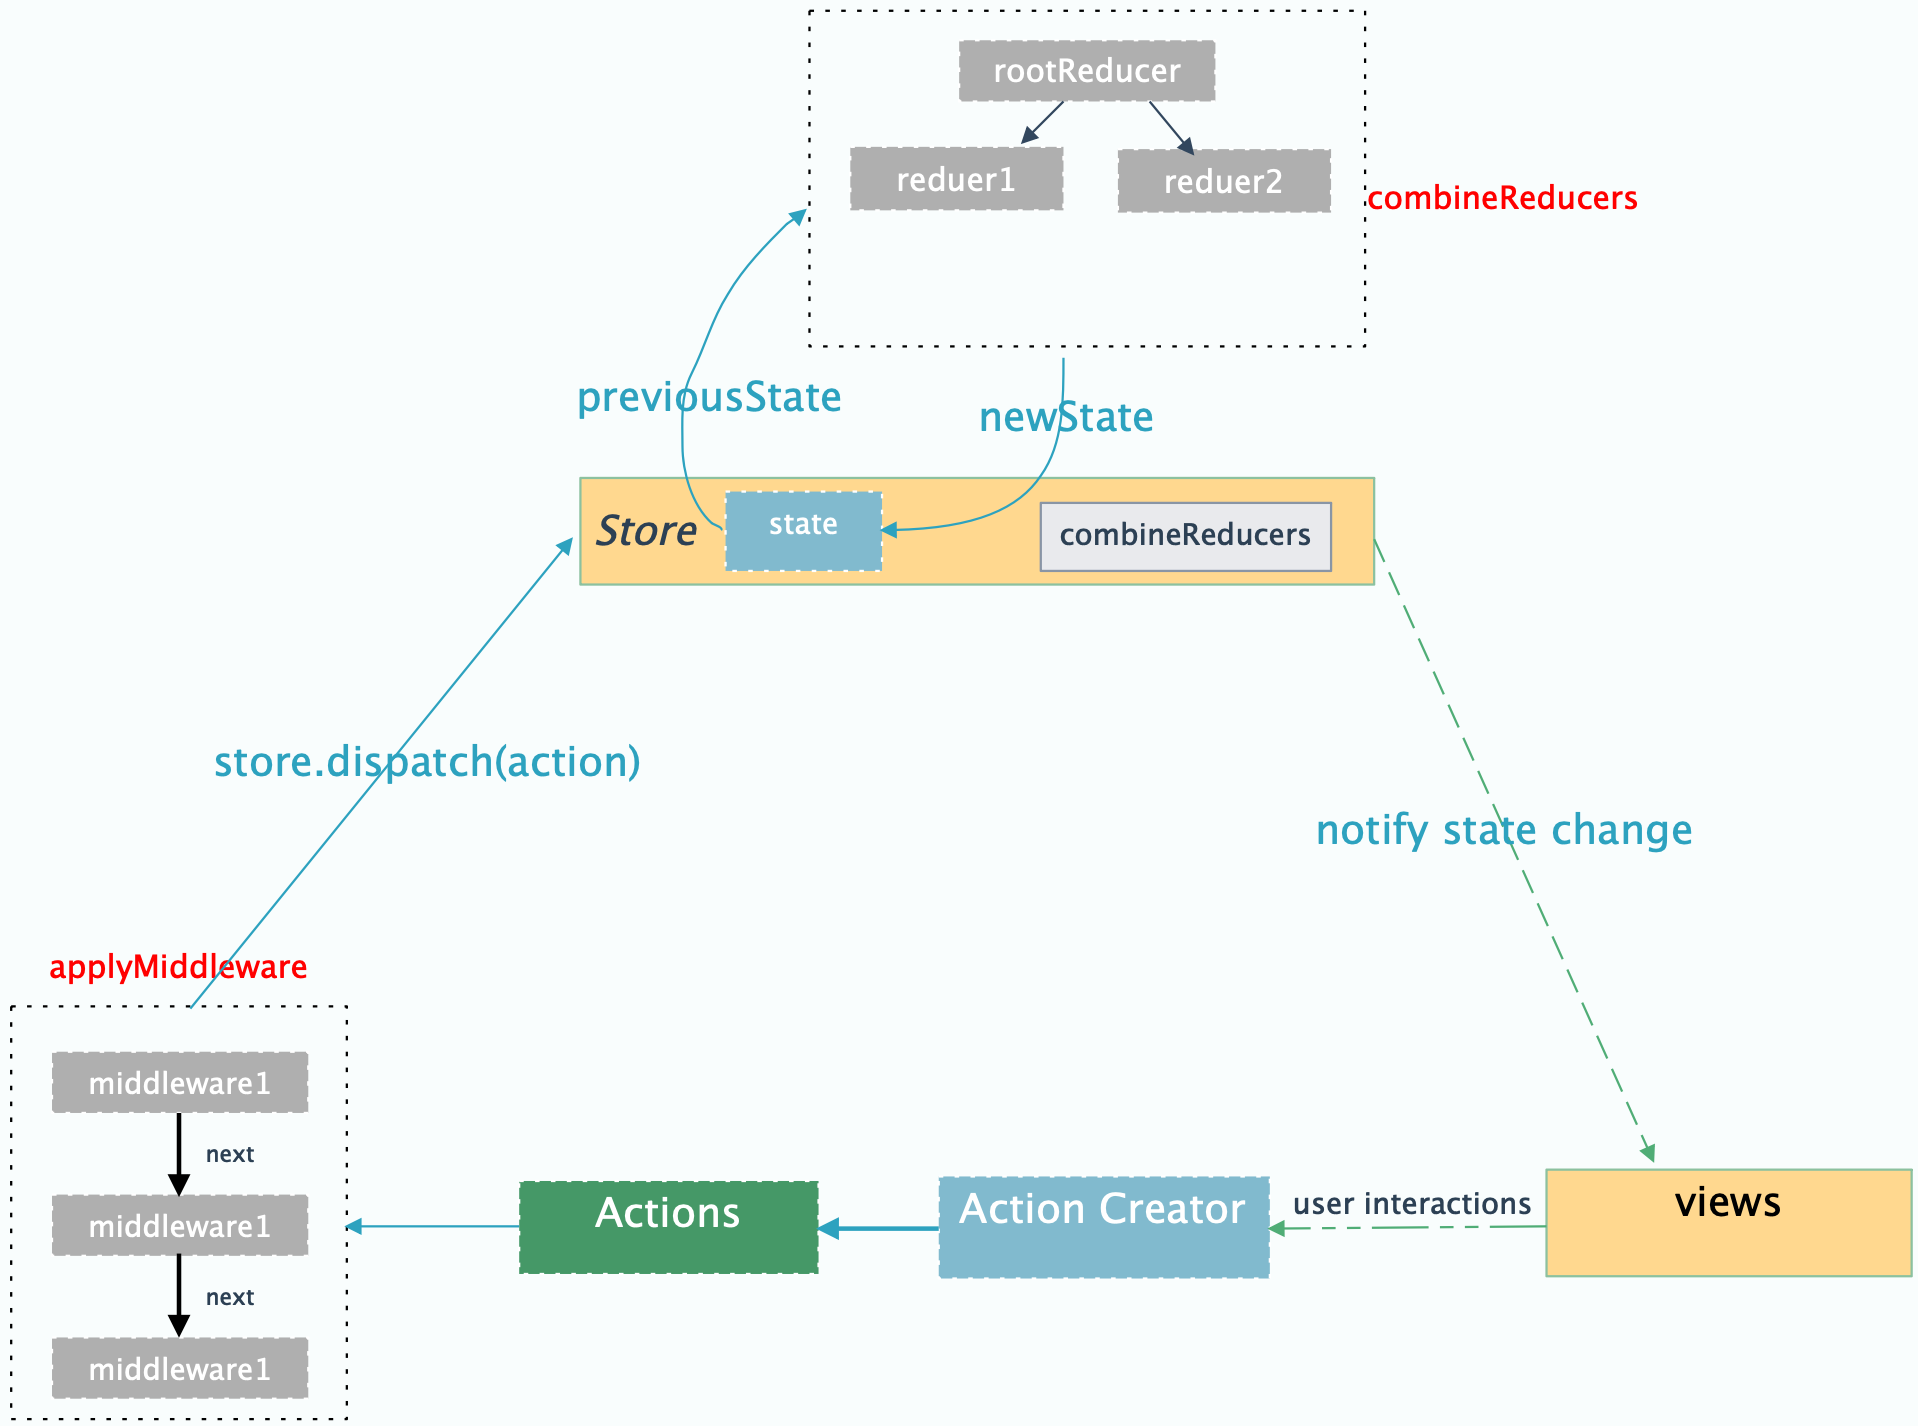 rootReducer
reduer1
reduer2
combineReducers
previousState
newState
Store
state
combineReducers
store.dispatch(action)
notify state change
applyMiddleware
middleware1
next
middleware1
next
middleware1
Actions
Action Creator
user interactions
views